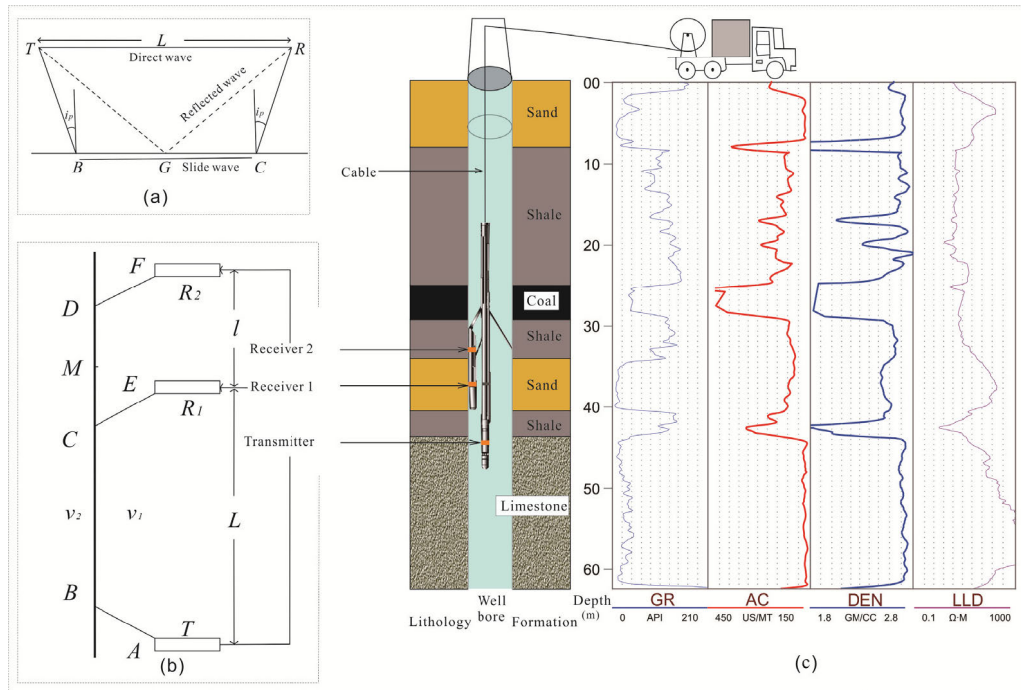 T
L
R
Direct wave
Reflected wave
iₚ
iₚ
B
Slide wave
G
C
(a)
F
R₂
D
l
M
E
R₁
C
v₂
v₁
L
B
T
A
(b)
Cable
Receiver 2
Receiver 1
Transmitter
Sand
Shale
Coal
Shale
Sand
Shale
Limestone
Lithology
Well
bore
Formation
Depth
(m)
00
10
20
30
40
50
60
GR
AC
DEN
LLD
0 API 210
450 US/MT 150
1.8 GM/CC 2.8
0.1 Ω·M 1000
(c)